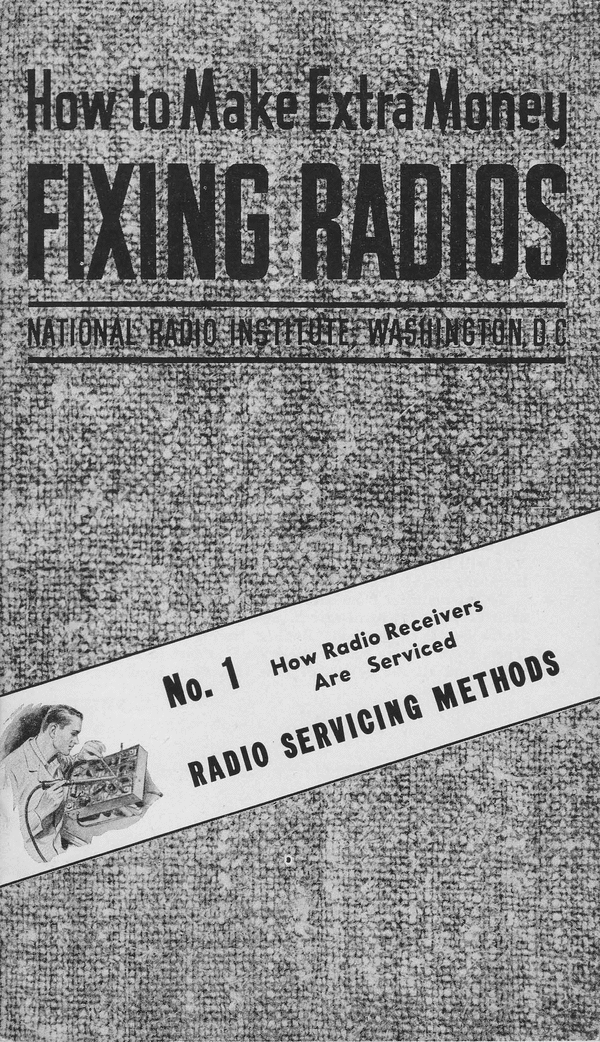 How to Make Extra Money
FIXING RADIOS
NATIONAL RADIO INSTITUTE, WASHINGTON, D.C.
No. 1
How Radio Receivers
Are Serviced
RADIO SERVICING METHODS
D